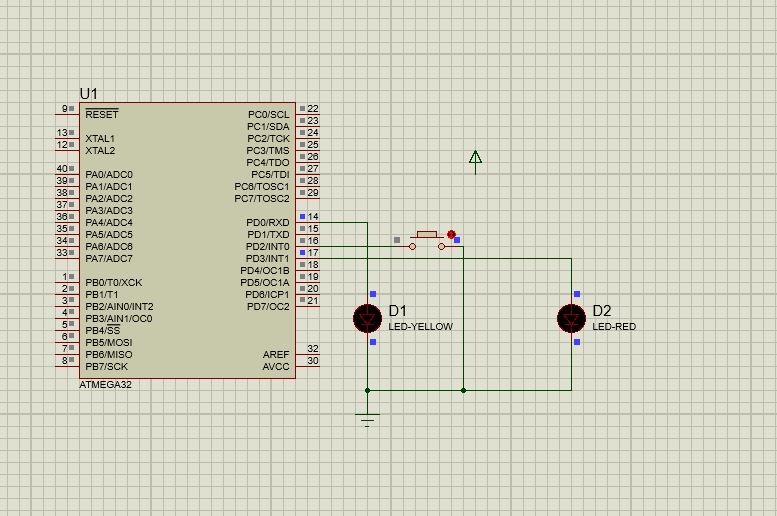 U1
9 RESET
13 XTAL1
12 XTAL2
40 PA0/ADC0
39 PA1/ADC1
38 PA2/ADC2
37 PA3/ADC3
36 PA4/ADC4
35 PA5/ADC5
34 PA6/ADC6
33 PA7/ADC7
1 PB0/T0/XCK
2 PB1/T1
3 PB2/AIN0/INT2
4 PB3/AIN1/OC0
5 PB4/SS
6 PB5/MOSI
7 PB6/MISO
8 PB7/SCK
PC0/SCL 22
PC1/SDA 23
PC2/TCK 24
PC3/TMS 25
PC4/TDO 26
PC5/TDI 27
PC6/TOSC1 28
PC7/TOSC2 29
PD0/RXD 14
PD1/TXD 15
PD2/INT0 16
PD3/INT1 17
PD4/OC1B 18
PD5/OC1A 19
PD6/ICP1 20
PD7/OC2 21
AREF 32
AVCC 30
ATMEGA32
D1
LED-YELLOW
D2
LED-RED